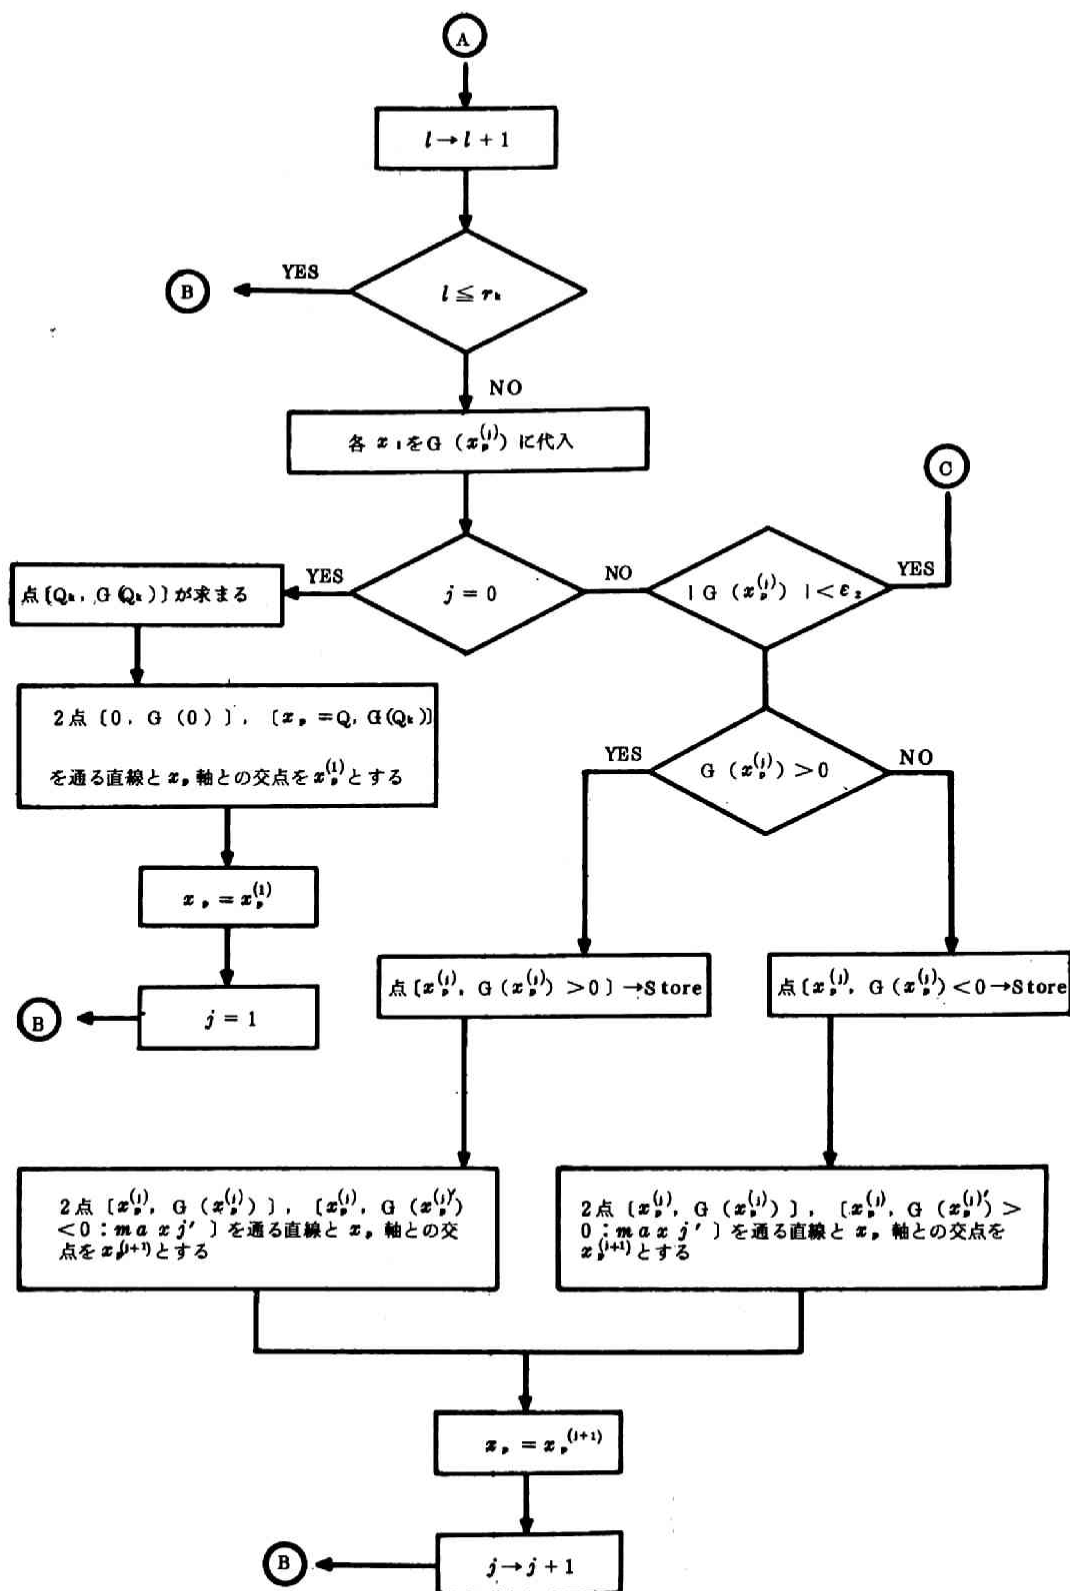 A
l→l+1
YES
B
l≦r_k
NO
各 x_i を G (x_p^(j)) に代入
C
点〔Q_k, G(Q_k)〕が求まる
YES
j=0
NO
|G (x_p^(j))|<ε_2
YES
2点〔0, G (0)〕, 〔x_p=Q, G(Q_k)〕
を通る直線と x_p 軸との交点を x_p^(1) とする
YES
G (x_p^(j))>0
NO
x_p=x_p^(1)
点〔x_p^(j), G (x_p^(j))>0〕→Store
点〔x_p^(j), G (x_p^(j))<0→Store
B
j=1
2点〔x_p^(j), G (x_p^(j))〕, 〔x_p^(j), G (x_p^(j)')
<0:max j'〕を通る直線と x_p 軸との交
点を x_p^(j+1) とする
2点〔x_p^(j), G (x_p^(j))〕, 〔x_p^(j), G (x_p^(j)')>
0:max j'〕を通る直線と x_p 軸との交点を
x_p^(j+1) とする
x_p=x_p^(j+1)
B
j→j+1